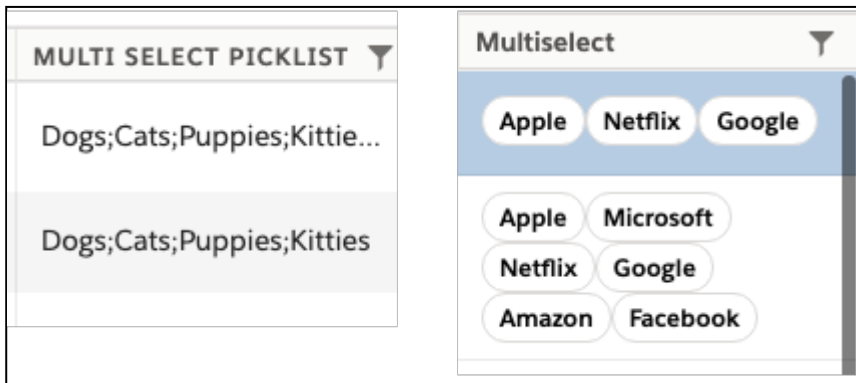 MULTI SELECT PICKLIST
Dogs;Cats;Puppies;Kittie...
Dogs;Cats;Puppies;Kitties
Multiselect
Apple Netflix Google
Apple Microsoft
Netflix Google
Amazon Facebook